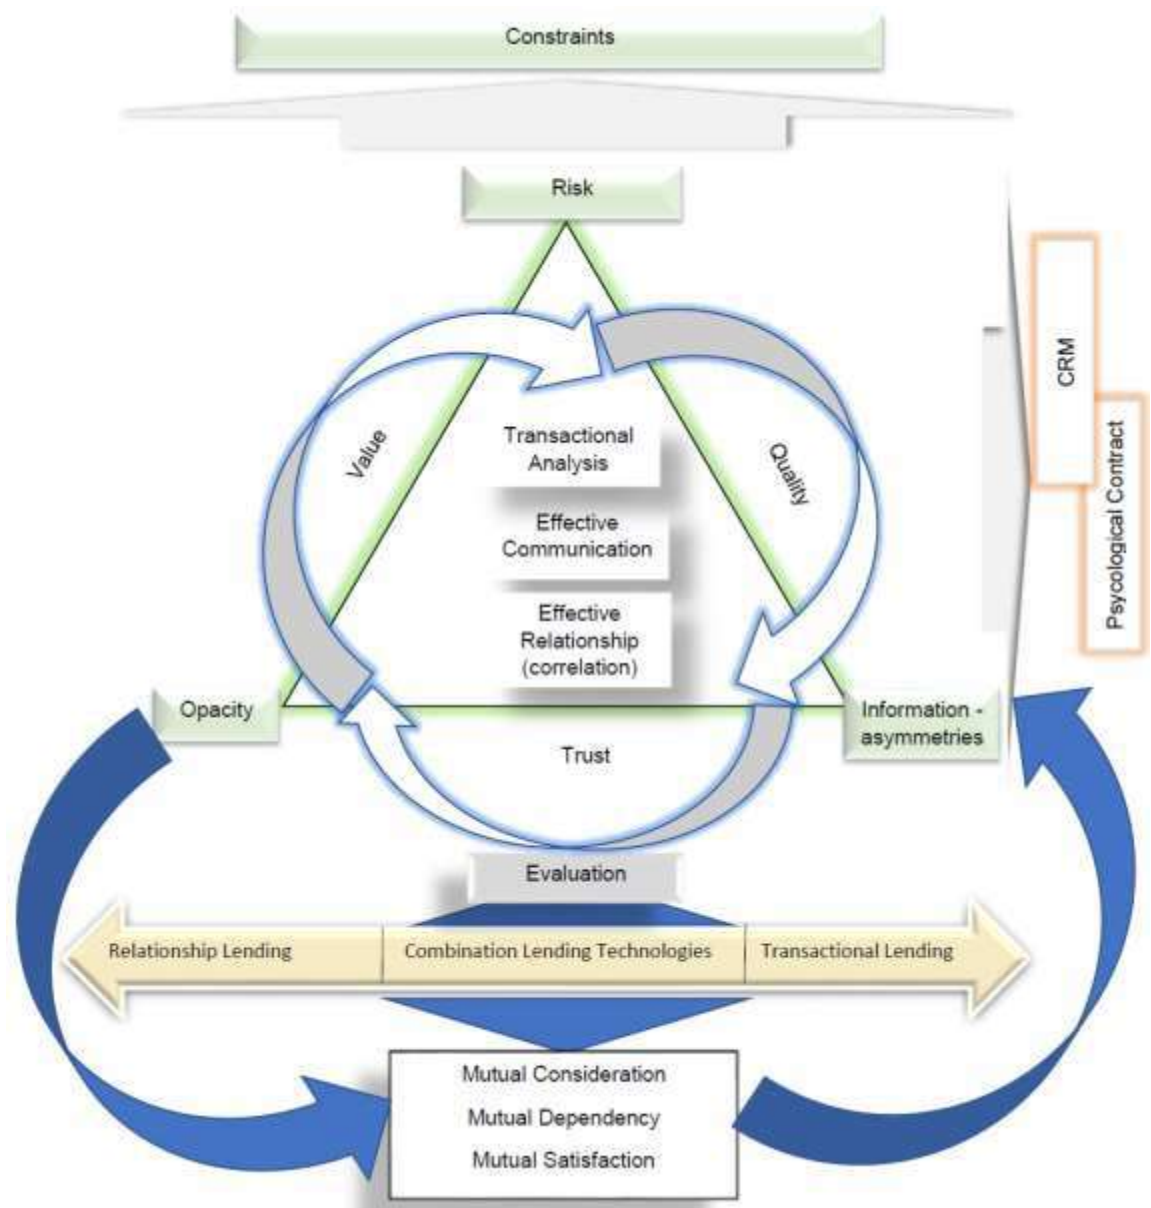 Constraints
Risk
CRM
Psycological Contract
Value
Quality
Transactional
Analysis
Effective
Communication
Effective
Relationship
(correlation)
Opacity
Information -
asymmetries
Trust
Evaluation
Relationship Lending
Combination Lending Technologies
Transactional Lending
Mutual Consideration
Mutual Dependency
Mutual Satisfaction